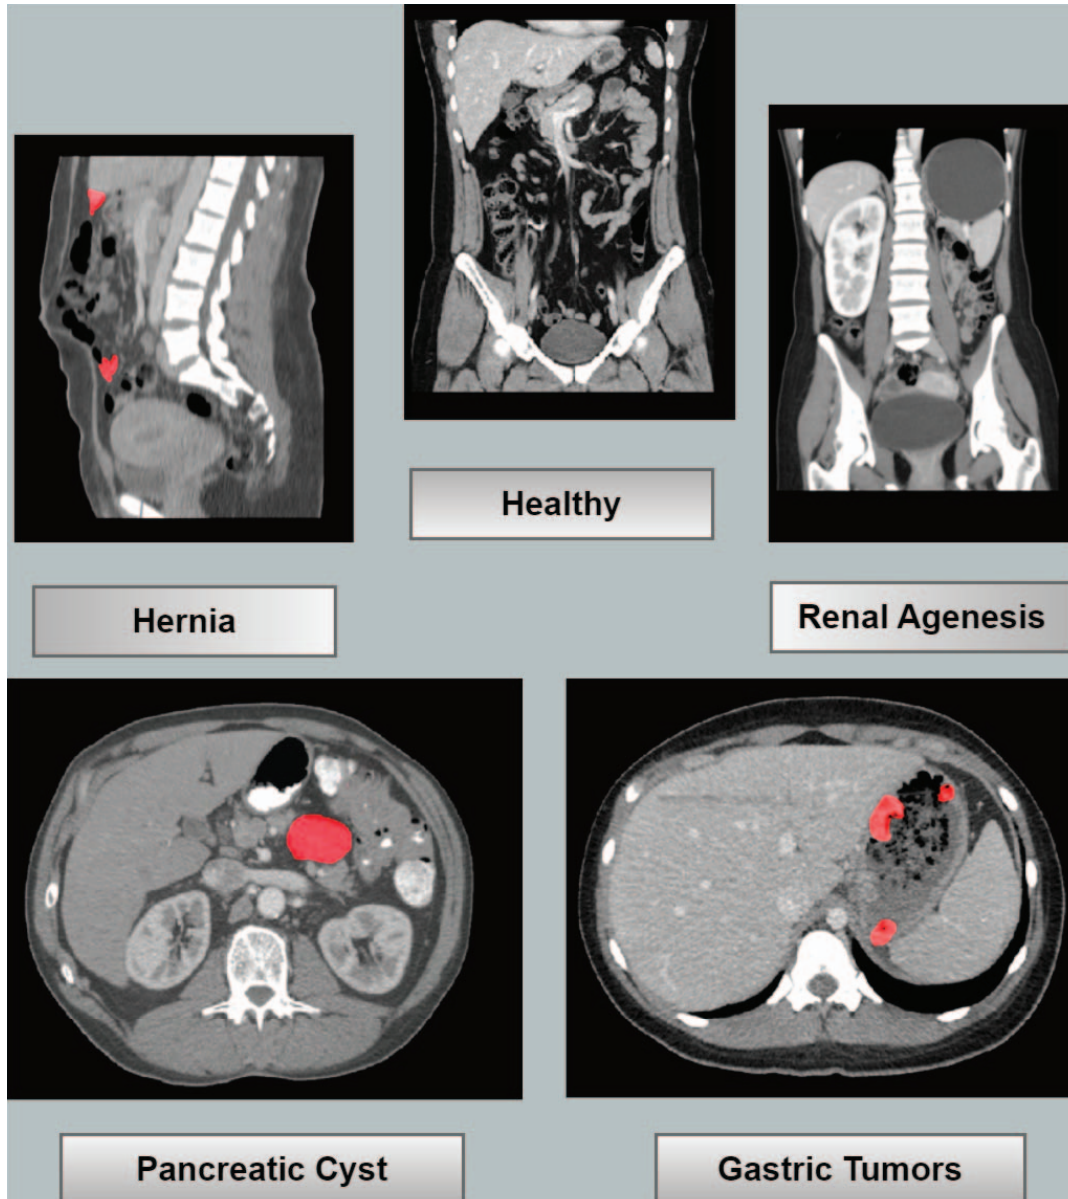 Healthy
Hernia
Renal Agenesis
Pancreatic Cyst
Gastric Tumors